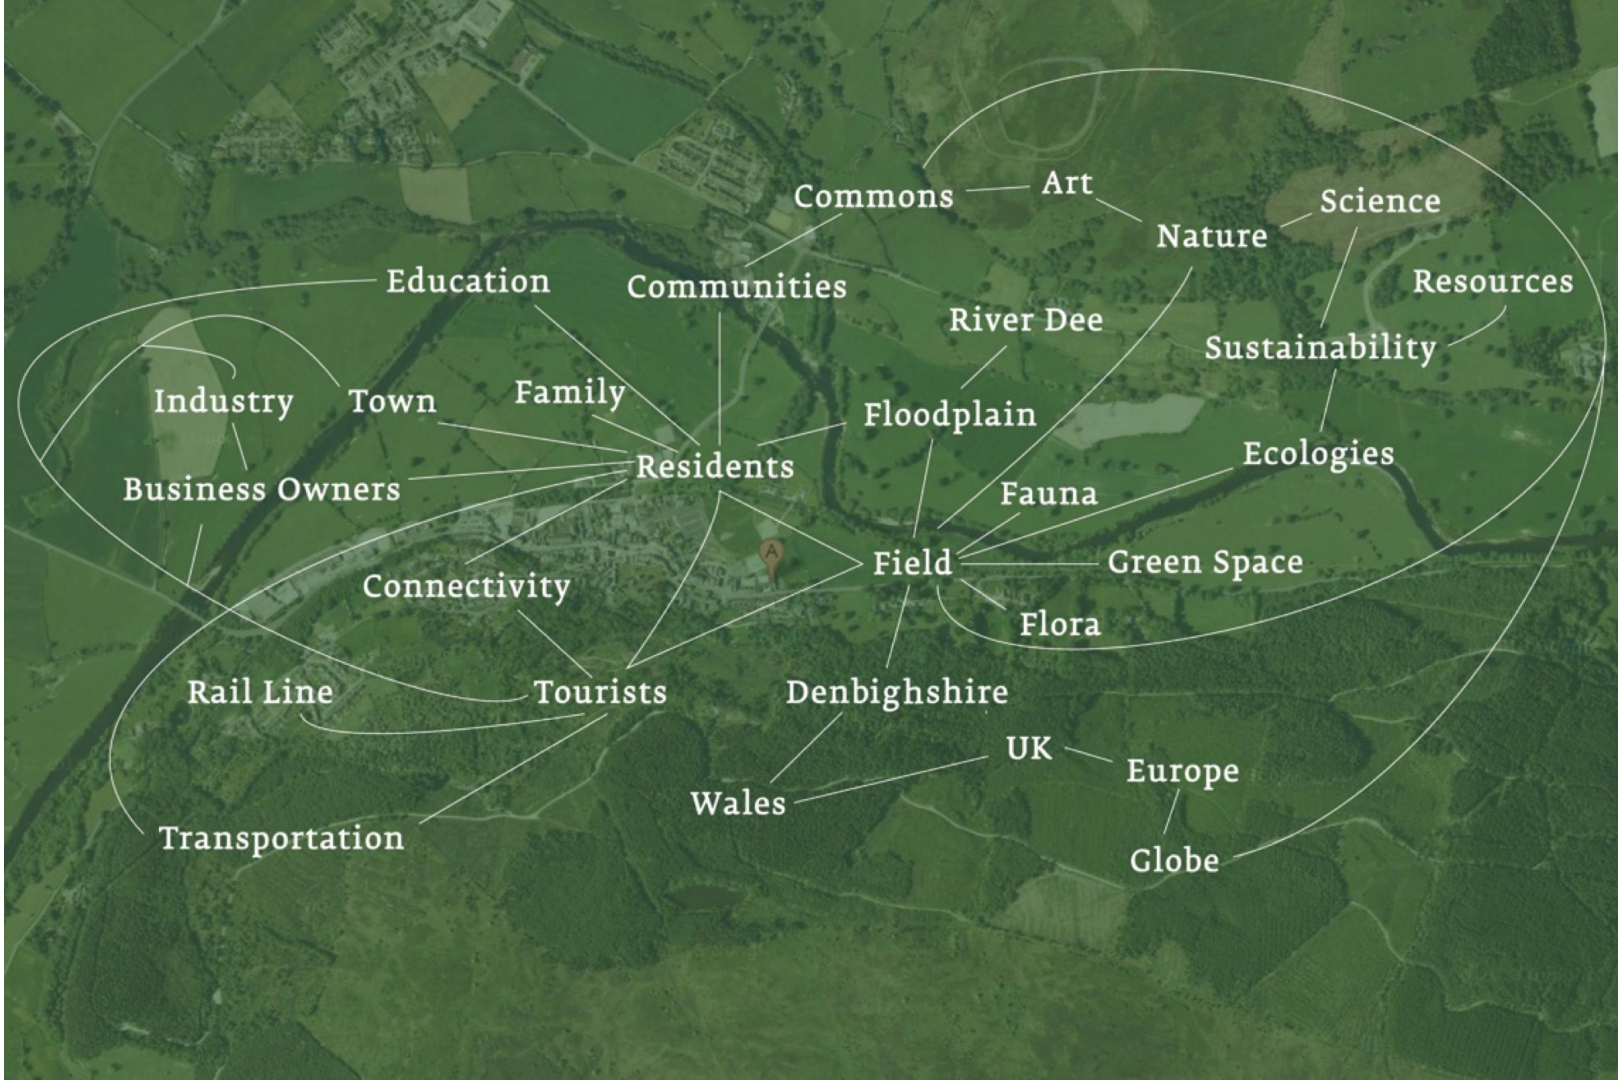 Commons
Art
Science
Nature
Education
Communities
Resources
River Dee
Sustainability
Industry
Town
Family
Floodplain
Residents
Ecologies
Business Owners
Fauna
A
Field
Green Space
Connectivity
Flora
Rail Line
Tourists
Denbighshire
UK
Europe
Wales
Transportation
Globe